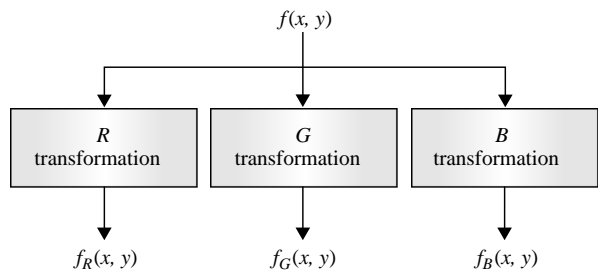 f(x, y)
R
transformation
G
transformation
B
transformation
f_R(x, y)
f_G(x, y)
f_B(x, y)